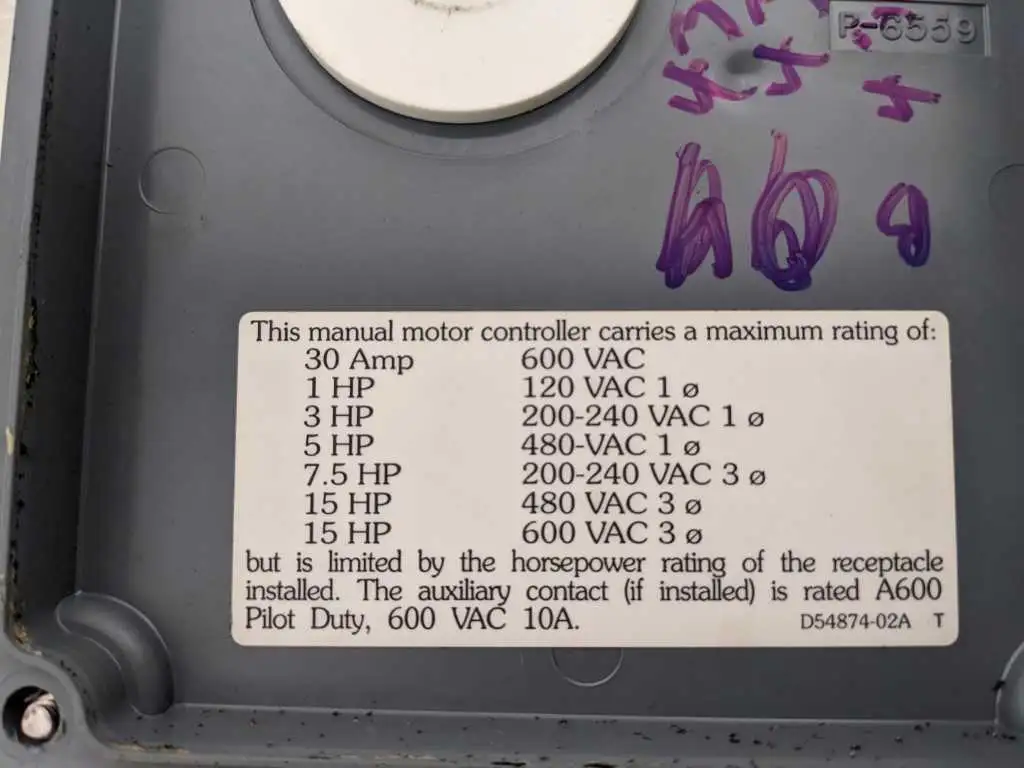 P-6559
This manual motor controller carries a maximum rating of:
30 Amp 600 VAC
1 HP 120 VAC 1 ø
3 HP 200-240 VAC 1 ø
5 HP 480-VAC 1 ø
7.5 HP 200-240 VAC 3 ø
15 HP 480 VAC 3 ø
15 HP 600 VAC 3 ø
but is limited by the horsepower rating of the receptacle
installed. The auxiliary contact (if installed) is rated A600
Pilot Duty, 600 VAC 10A.
D54874-02A T